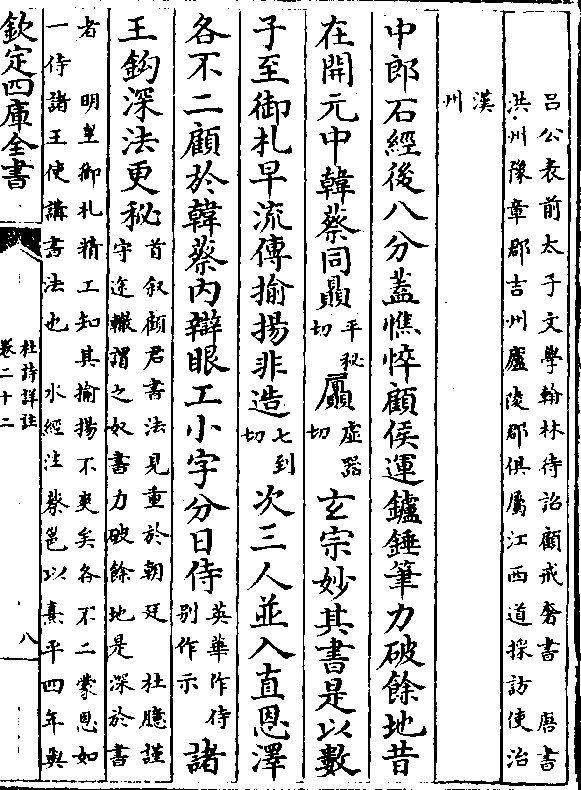 呂公表前太子文學翰林待詔顧戒奢書　唐書
洪州豫章郡吉州廬陵郡俱屬江西道採訪使治
漢
州
中郎石經後八分蓋憔悴顧侯運鑪錘筆力破餘地昔
在開元中韓蔡同贔平秘切屭虛器切玄宗妙其書是以數
子至御札早流傳揄揚非造七到切次三人並入直恩澤
各不二顧於韓蔡內辯眼工小字分日侍英華作侍別作示諸
王鈎深法更秘首叙顧君書法見重於朝廷　杜臆謹守途轍謂之奴書力破餘地是深於書
者　明皇御札精工知其揄揚不更矣各不二蒙恩如
一侍諸王使講書法也　水經注蔡邕以熹平四年與
欽定四庫全書
杜詩詳註
卷二十二
八